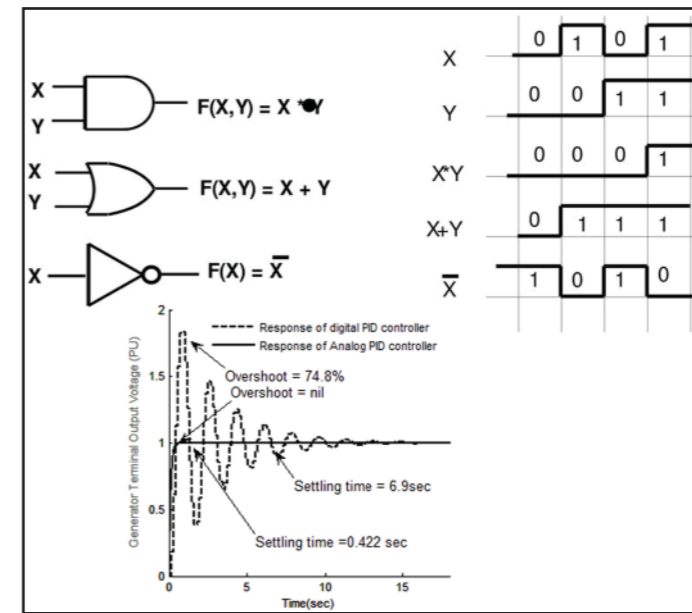 X
Y
F(X,Y) = X * Y
X
Y
F(X,Y) = X + Y
X
F(X) = X̅
X
0 1 0 1
Y
0 0 1 1
X*Y
0 0 0 1
X+Y
0 1 1 1
X̅
1 0 1 0
Generator Terminal Output Voltage (PU)
2
1.5
1
0.5
0
Response of digital PID controller
Response of Analog PID controller
Overshoot = 74.8%
Overshoot = nil
Settling time = 6.9sec
Settling time =0.422 sec
0 5 10 15
Time(sec)